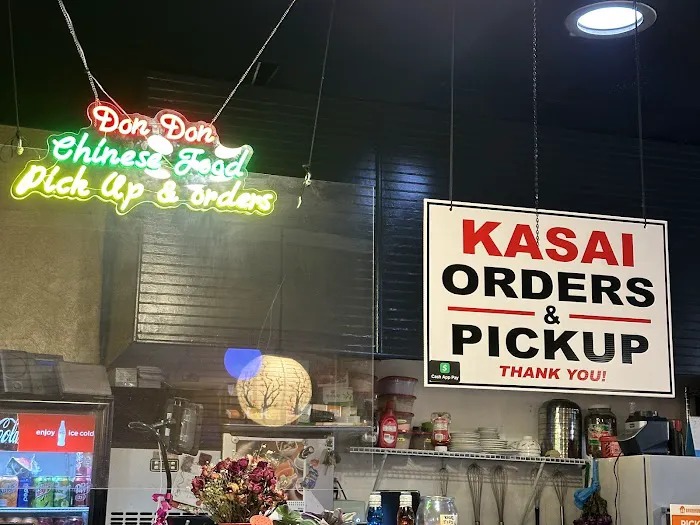 Don Don
Chinese Food
Pick Up & orders
KASAI
ORDERS
&
PICKUP
THANK YOU!
Cash App Pay
enjoy ice cold